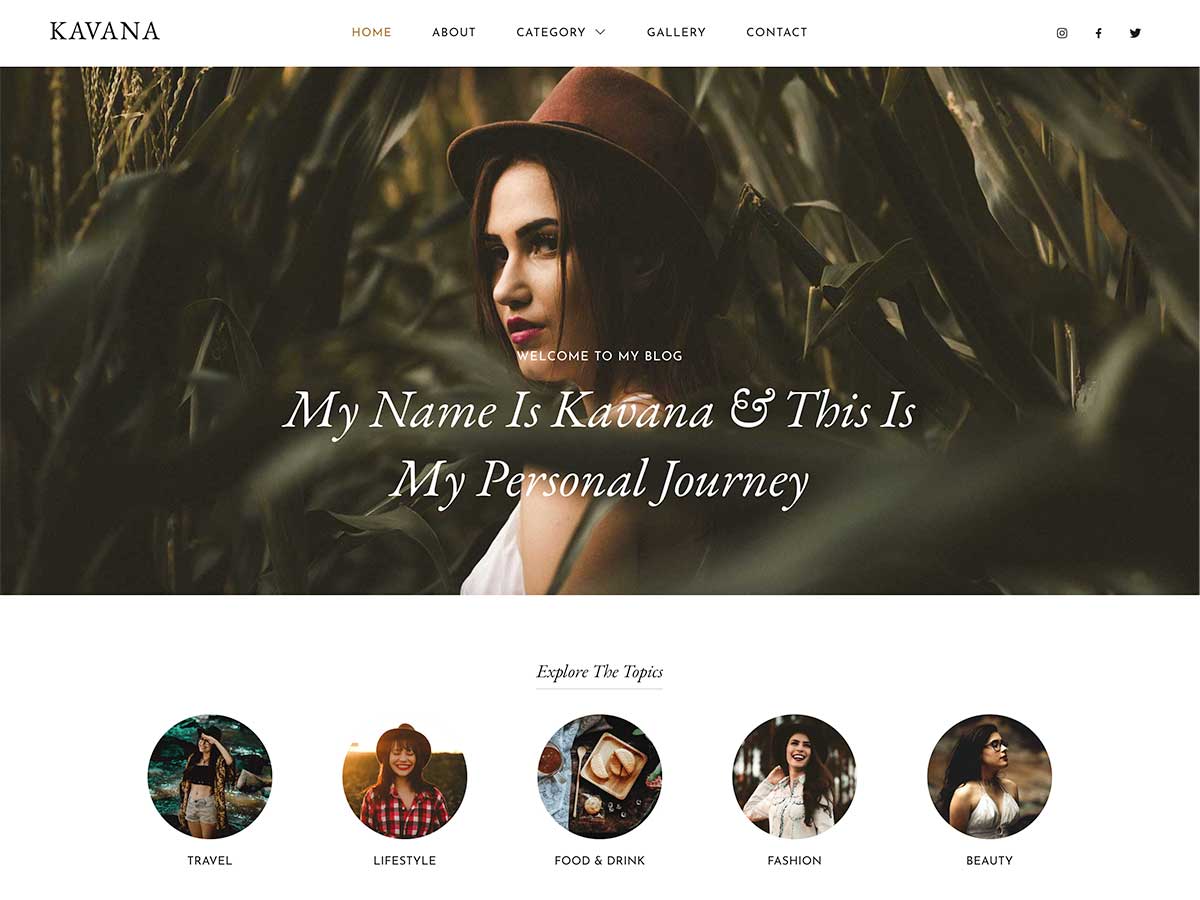 KAVANA
HOME ABOUT CATEGORY GALLERY CONTACT
WELCOME TO MY BLOG
My Name Is Kavana & This Is
My Personal Journey
Explore The Topics
TRAVEL LIFESTYLE FOOD & DRINK FASHION BEAUTY